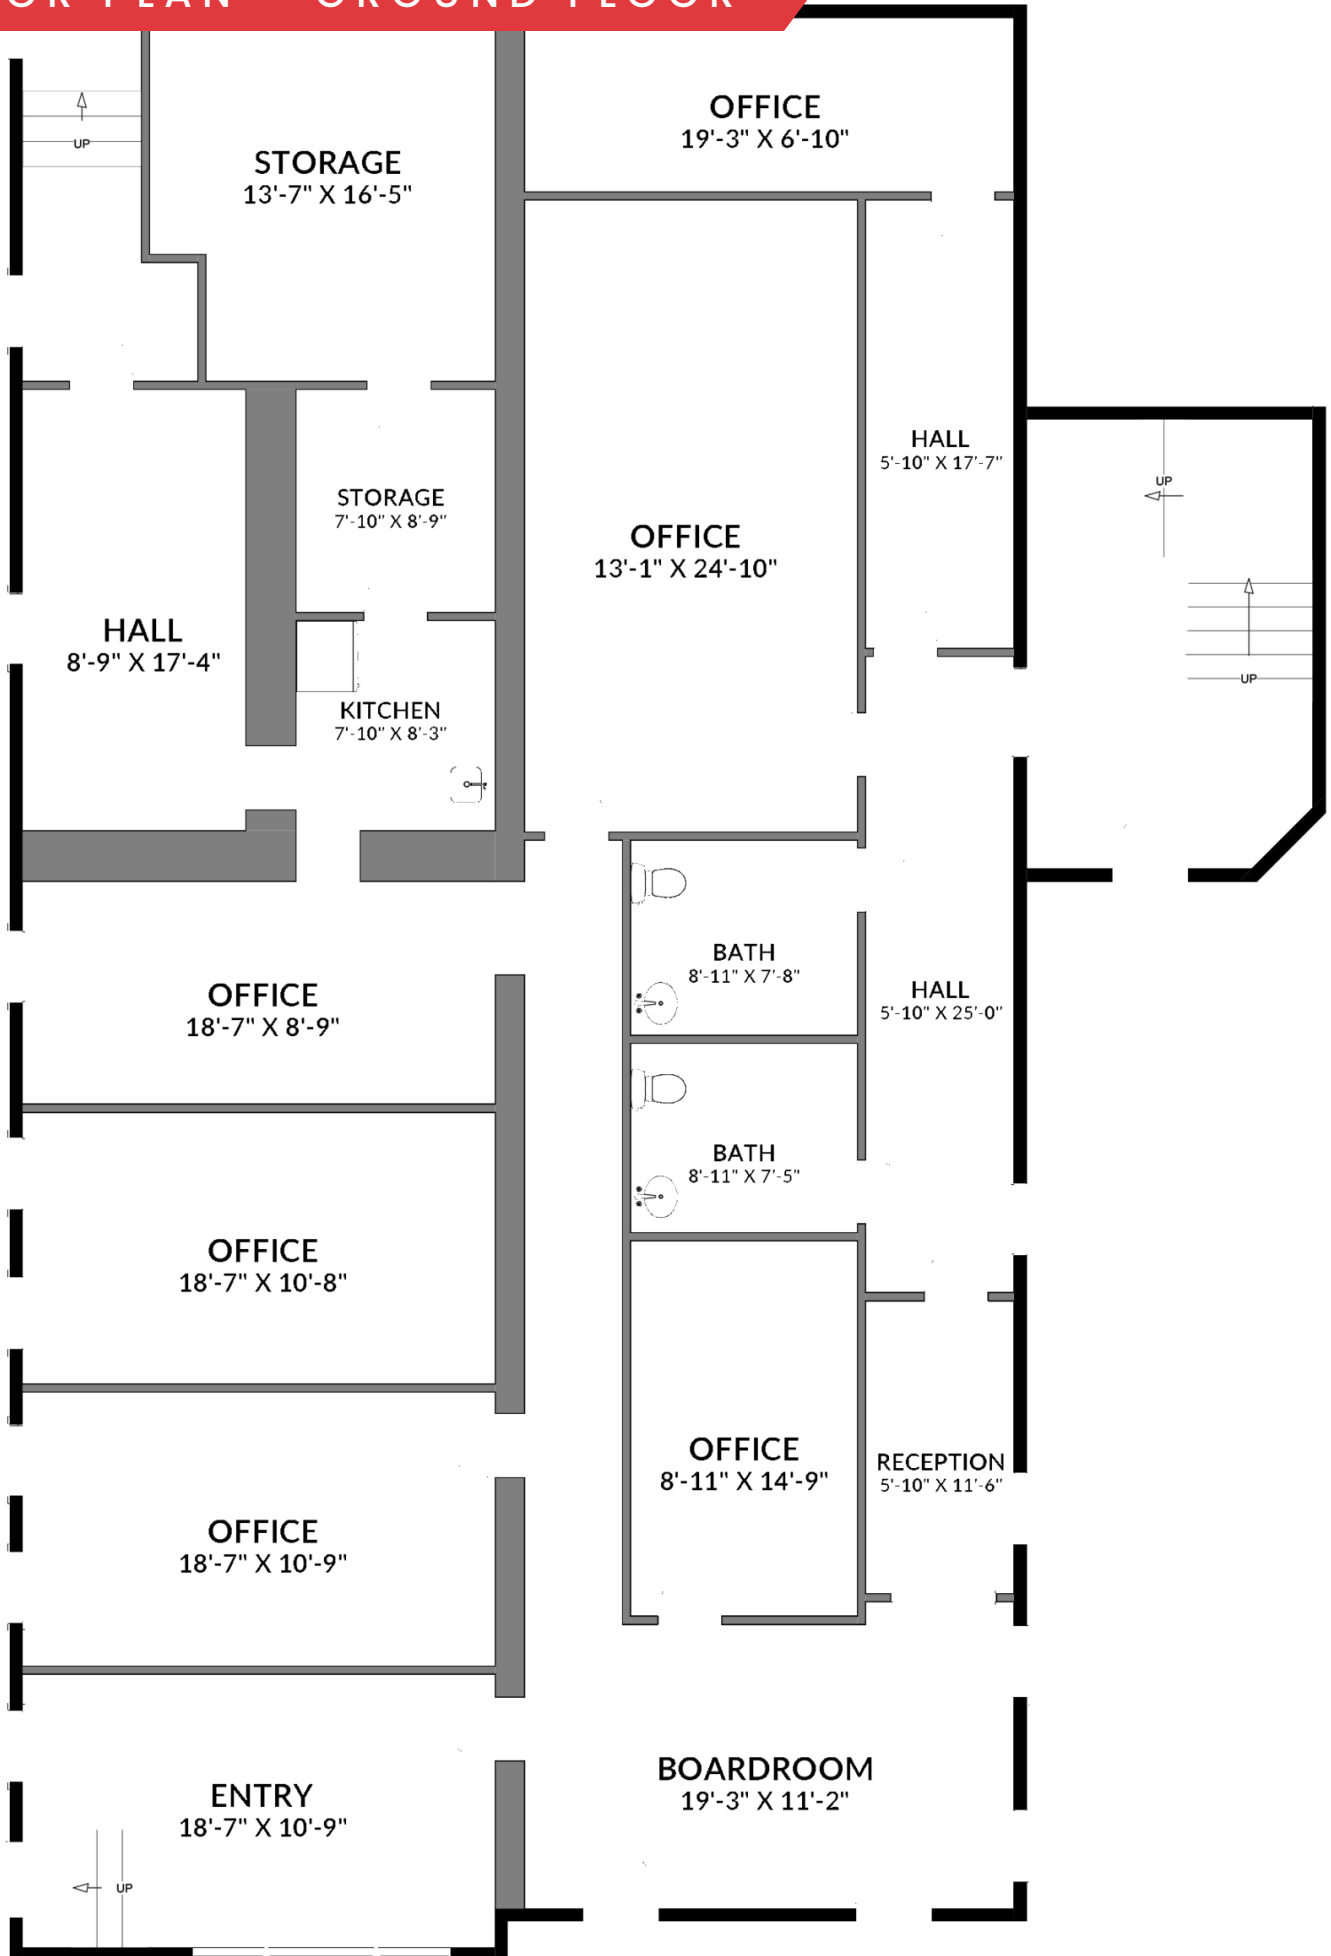 OFFICE
19'-3" X 6'-10"
UP
STORAGE
13'-7" X 16'-5"
HALL
5'-10" X 17'-7"
UP
STORAGE
7'-10" X 8'-9"
OFFICE
13'-1" X 24'-10"
HALL
8'-9" X 17'-4"
UP
KITCHEN
7'-10" X 8'-3"
BATH
8'-11" X 7'-8"
OFFICE
18'-7" X 8'-9"
HALL
5'-10" X 25'-0"
BATH
8'-11" X 7'-5"
OFFICE
18'-7" X 10'-8"
OFFICE
8'-11" X 14'-9"
RECEPTION
5'-10" X 11'-6"
OFFICE
18'-7" X 10'-9"
BOARDROOM
19'-3" X 11'-2"
ENTRY
18'-7" X 10'-9"
UP